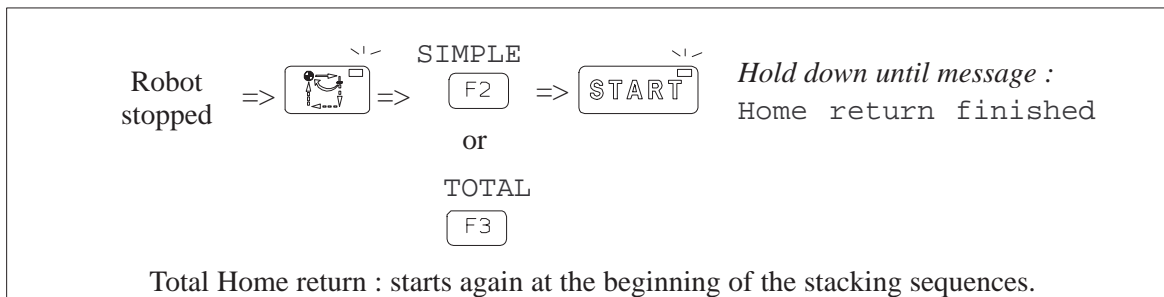 Robot
stopped
=>
=>
SIMPLE
F2
or
TOTAL
F3
=>
START
Hold down until message :
Home return finished
Total Home return : starts again at the beginning of the stacking sequences.